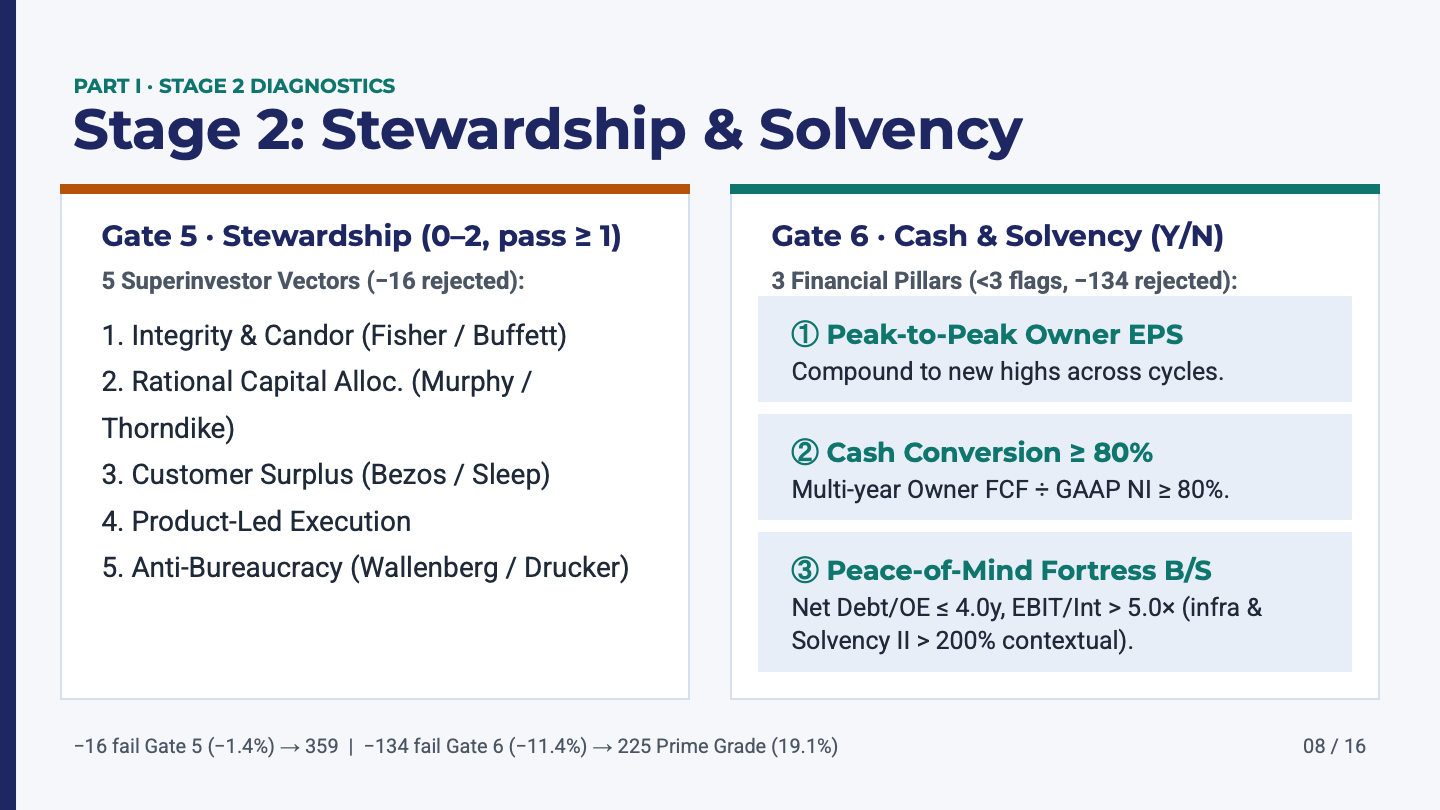 PART I · STAGE 2 DIAGNOSTICS
Stage 2: Stewardship & Solvency
Gate 5 · Stewardship (0–2, pass ≥ 1)
5 Superinvestor Vectors (−16 rejected):
1. Integrity & Candor (Fisher / Buffett)
2. Rational Capital Alloc. (Murphy /
Thorndike)
3. Customer Surplus (Bezos / Sleep)
4. Product-Led Execution
5. Anti-Bureaucracy (Wallenberg / Drucker)
Gate 6 · Cash & Solvency (Y/N)
3 Financial Pillars (<3 flags, −134 rejected):
① Peak-to-Peak Owner EPS
Compound to new highs across cycles.
② Cash Conversion ≥ 80%
Multi-year Owner FCF ÷ GAAP NI ≥ 80%.
③ Peace-of-Mind Fortress B/S
Net Debt/OE ≤ 4.0y, EBIT/Int > 5.0× (infra &
Solvency II > 200% contextual).
−16 fail Gate 5 (−1.4%) → 359 | −134 fail Gate 6 (−11.4%) → 225 Prime Grade (19.1%)
08 / 16